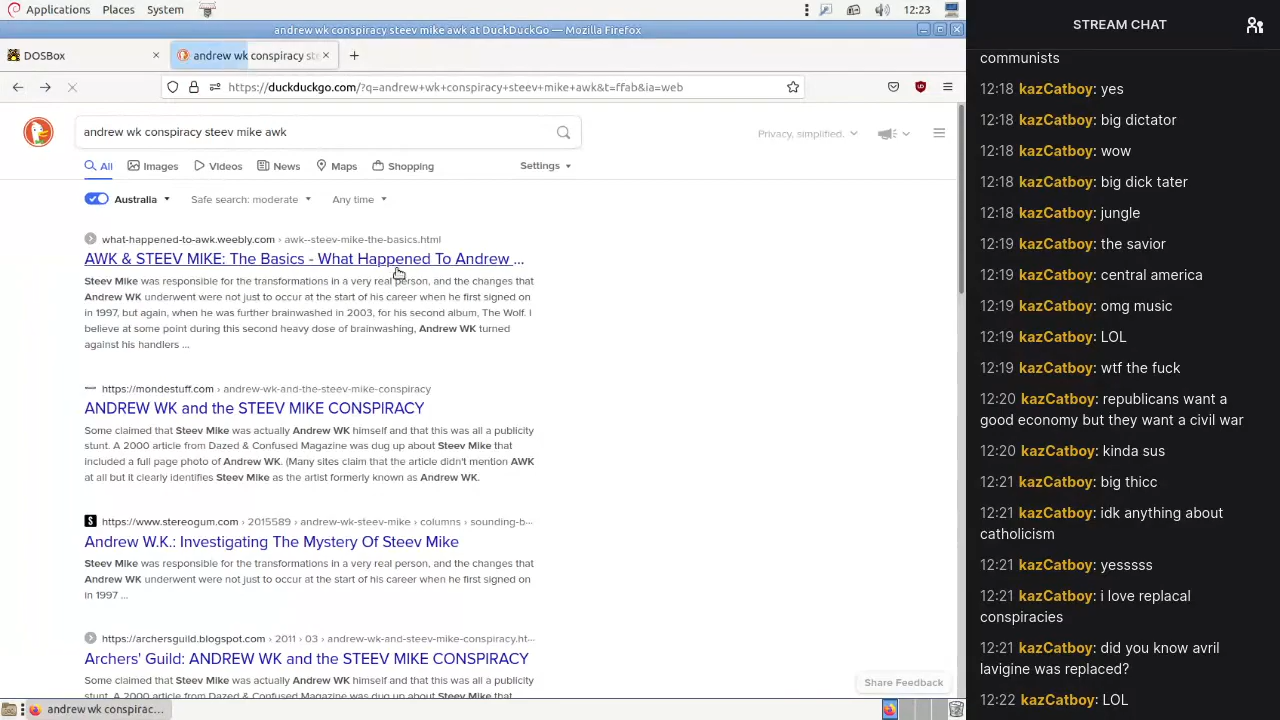 Applications Places System 12:23
andrew wk conspiracy steev mike awk at DuckDuckGo — Mozilla Firefox
DOSBox
andrew wk conspiracy ste
https://duckduckgo.com/?q=andrew+wk+conspiracy+steev+mike+awk&t=ffab&ia=web
andrew wk conspiracy steev mike awk
Privacy, simplified.
All Images Videos News Maps Shopping Settings
Australia Safe search: moderate Any time
what-happened-to-awk.weebly.com › awk--steev-mike-the-basics.html
AWK & STEEV MIKE: The Basics - What Happened To Andrew ...
Steev Mike was responsible for the transformations in a very real person, and the changes that
Andrew WK underwent were not just to occur at the start of his career when he first signed on
in 1997, but again, when he was further brainwashed in 2003, for his second album, The Wolf. I
believe at some point during this second heavy dose of brainwashing, Andrew WK turned
against his handlers ...
https://mondestuff.com › andrew-wk-and-the-steev-mike-conspiracy
ANDREW WK and the STEEV MIKE CONSPIRACY
Some claimed that Steev Mike was actually Andrew WK himself and that this was all a publicity
stunt. A 2000 article from Dazed & Confused Magazine was dug up about Steev Mike that
included a full page photo of Andrew WK. (Many sites claim that the article didn't mention AWK
at all but it clearly identifies Steev Mike as the artist formerly known as Andrew WK.
https://www.stereogum.com › 2015589 › andrew-wk-steev-mike › columns › sounding-b...
Andrew W.K.: Investigating The Mystery Of Steev Mike
Steev Mike was responsible for the transformations in a very real person, and the changes that
Andrew WK underwent were not just to occur at the start of his career when he first signed on
in 1997 ...
https://archersguild.blogspot.com › 2011 › 03 › andrew-wk-and-steev-mike-conspiracy.ht...
Archers' Guild: ANDREW WK and the STEEV MIKE CONSPIRACY
Some claimed that Steev Mike was actually Andrew WK himself and that this was all a publicity
stunt. A 2000 article from Dazed & Confused Magazine was dug up about Steev Mike that
Share Feedback
andrew wk conspirac...
STREAM CHAT
communists
12:18 kazCatboy: yes
12:18 kazCatboy: big dictator
12:18 kazCatboy: wow
12:18 kazCatboy: big dick tater
12:18 kazCatboy: jungle
12:19 kazCatboy: the savior
12:19 kazCatboy: central america
12:19 kazCatboy: omg music
12:19 kazCatboy: LOL
12:19 kazCatboy: wtf the fuck
12:20 kazCatboy: republicans want a
good economy but they want a civil war
12:20 kazCatboy: kinda sus
12:21 kazCatboy: big thicc
12:21 kazCatboy: idk anything about
catholicism
12:21 kazCatboy: yesssss
12:21 kazCatboy: i love replacal
conspiracies
12:21 kazCatboy: did you know avril
lavigine was replaced?
12:22 kazCatboy: LOL